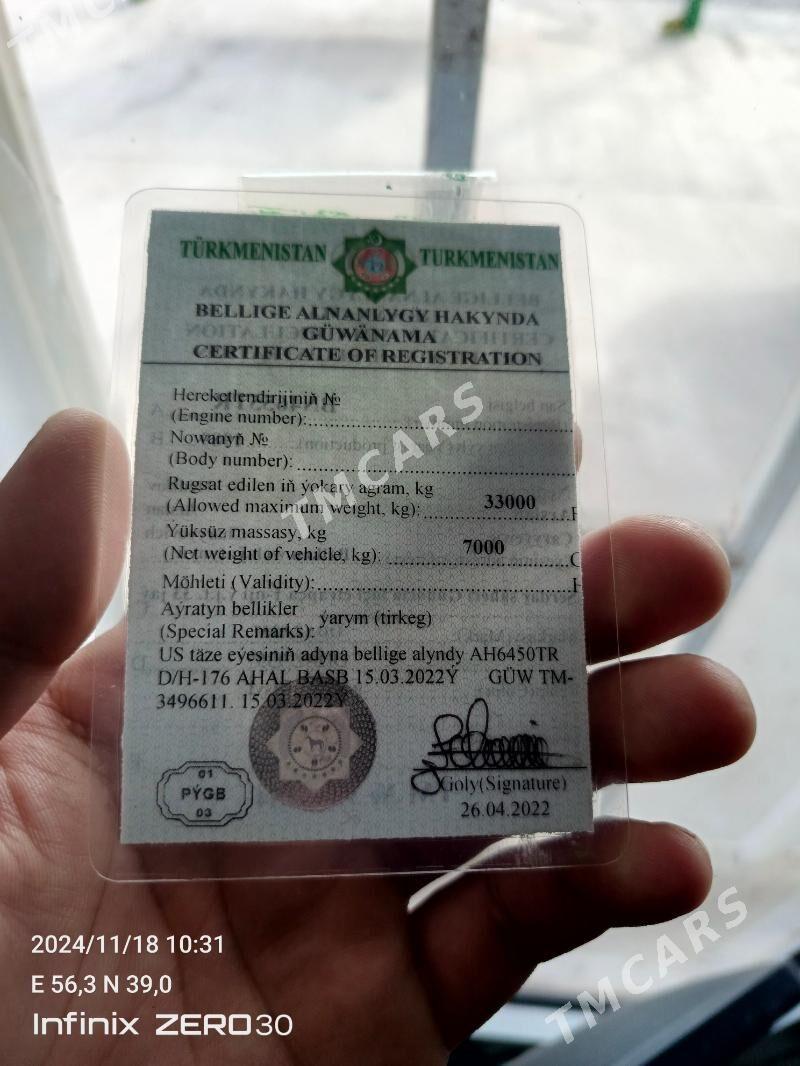 TMCARS
TÜRKMENISTAN TURKMENISTAN
BELLIGE ALNANLYGY HAKYNDA
GÜWÄNAMA
CERTIFICATE OF REGISTRATION
Hereketlendirijiniň №
(Engine number):
Nowanyň №
(Body number):
Rugsat edilen iň ýokary agram, kg
(Allowed maximum weight, kg): 33000
Ýüksüz massasy, kg
(Net weight of vehicle, kg): 7000
Möhleti (Validity):
Aýratyn bellikler
(Special Remarks): ýarym (tirkeg)
US täze eýesiniň adyna bellige alyndy AH6450TR
D/H-176 AHAL BASB 15.03.2022Ý GÜW TM-
3496611. 15.03.2022Ý
01
PÝGB
03
Goly(Signature)
26.04.2022
TMCARS
2024/11/18 10:31
E 56,3 N 39,0
Infinix ZERO30
TMCARS